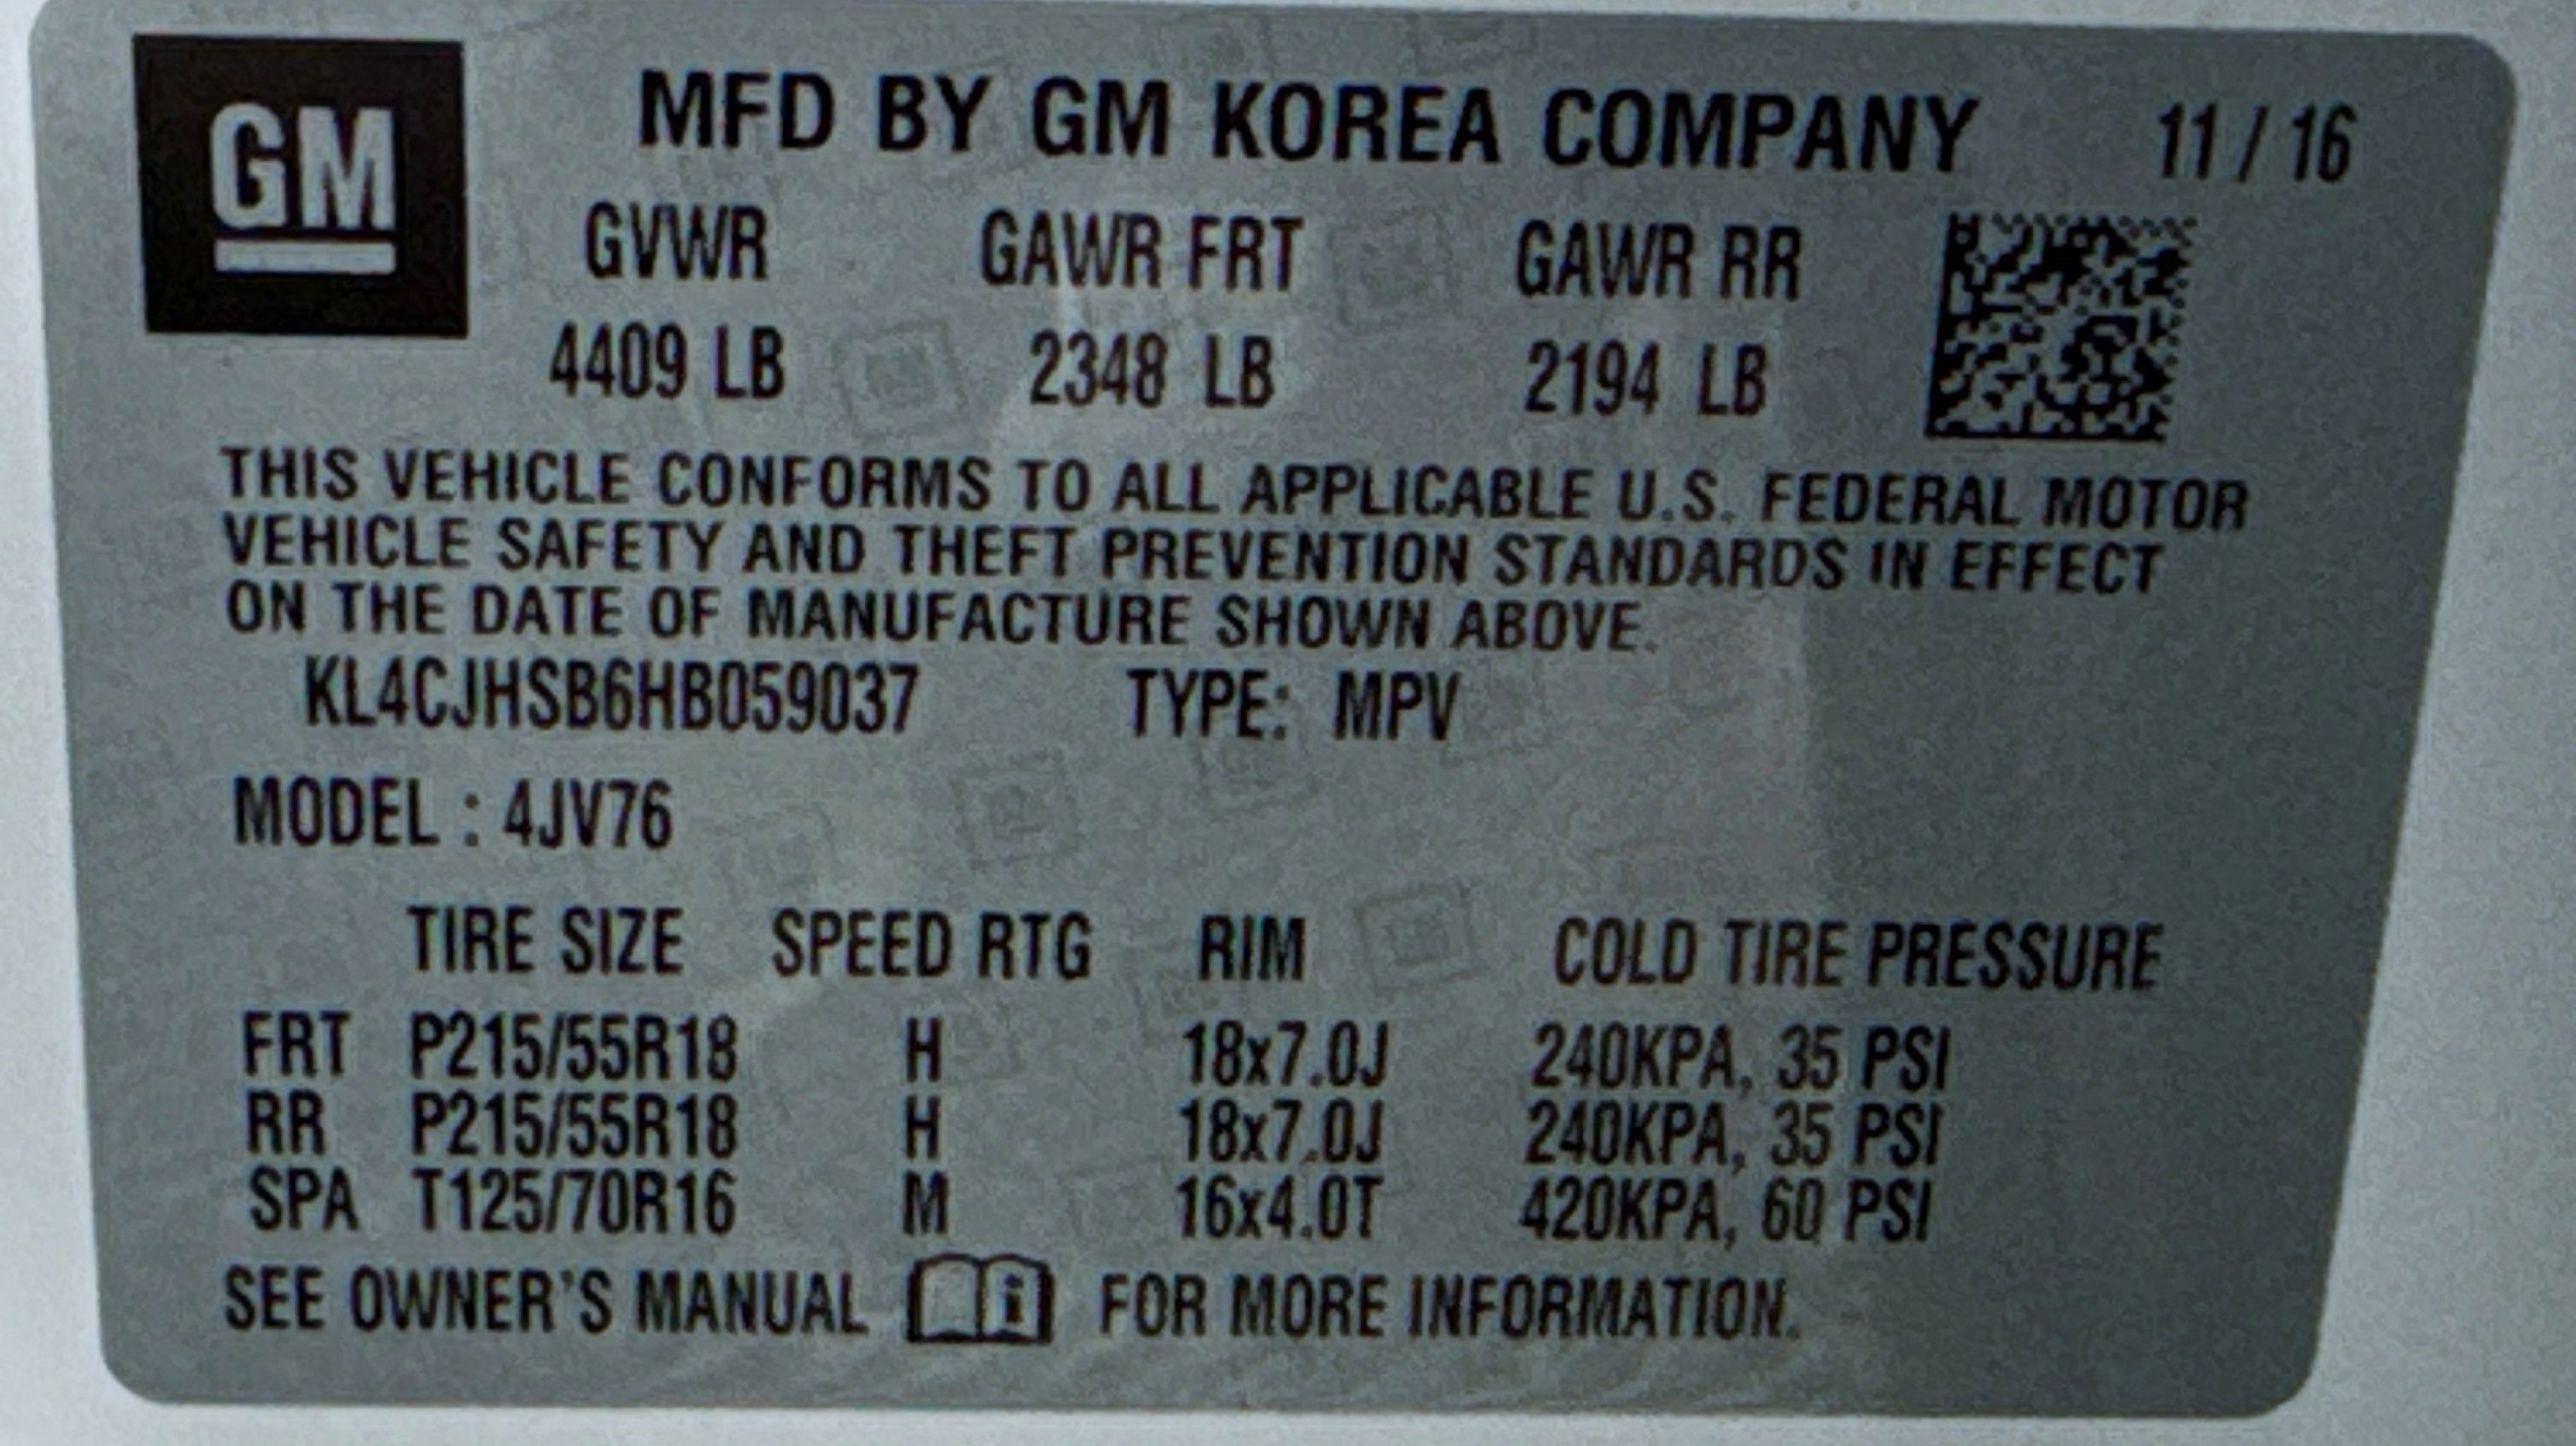 GM
MFD BY GM KOREA COMPANY 11 / 16
GVWR GAWR FRT GAWR RR
4409 LB 2348 LB 2194 LB
THIS VEHICLE CONFORMS TO ALL APPLICABLE U.S. FEDERAL MOTOR
VEHICLE SAFETY AND THEFT PREVENTION STANDARDS IN EFFECT
ON THE DATE OF MANUFACTURE SHOWN ABOVE.
KL4CJHSB6HB059037 TYPE: MPV
MODEL : 4JV76
TIRE SIZE SPEED RTG RIM COLD TIRE PRESSURE
FRT P215/55R18 H 18x7.0J 240KPA, 35 PSI
RR P215/55R18 H 18x7.0J 240KPA, 35 PSI
SPA T125/70R16 M 16x4.0T 420KPA, 60 PSI
SEE OWNER'S MANUAL i FOR MORE INFORMATION.